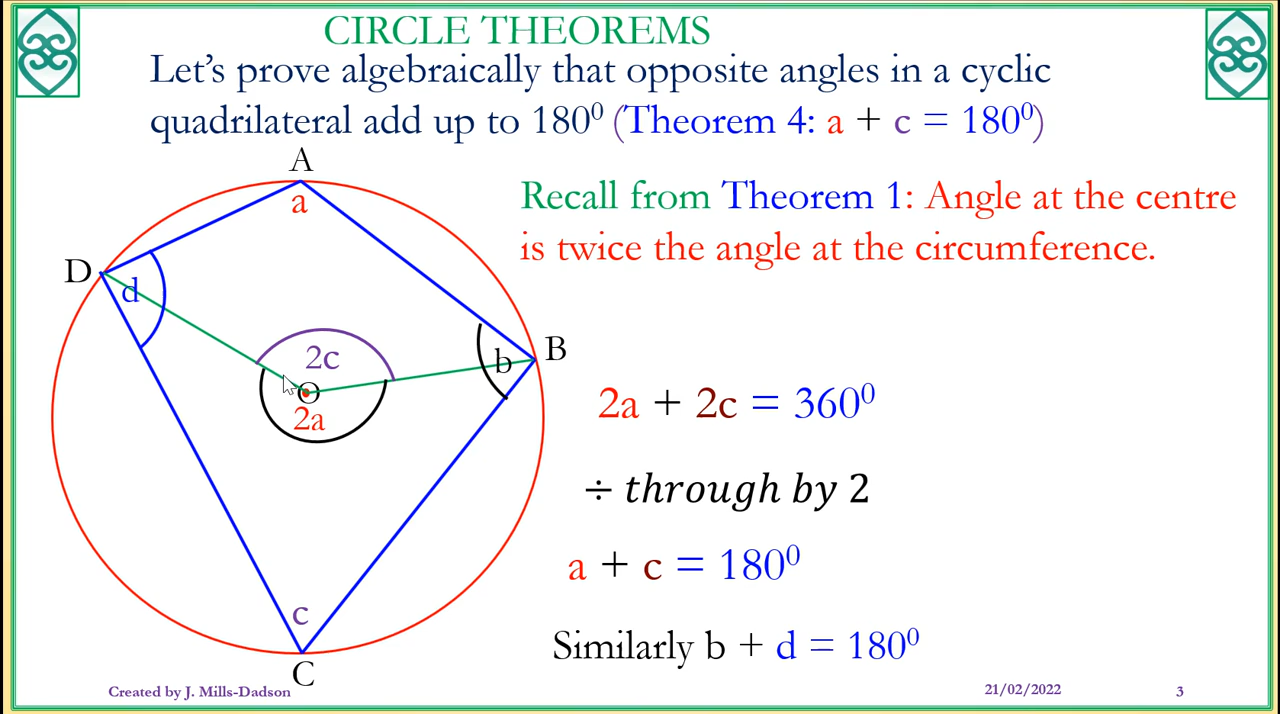 CIRCLE THEOREMS
Let's prove algebraically that opposite angles in a cyclic
quadrilateral add up to 180⁰ (Theorem 4: a + c = 180⁰)
A
a
Recall from Theorem 1: Angle at the centre
is twice the angle at the circumference.
D
d
2c
b
B
O
2a
2a + 2c = 360⁰
÷ through by 2
a + c = 180⁰
c
Similarly b + d = 180⁰
C
Created by J. Mills-Dadson
21/02/2022
3